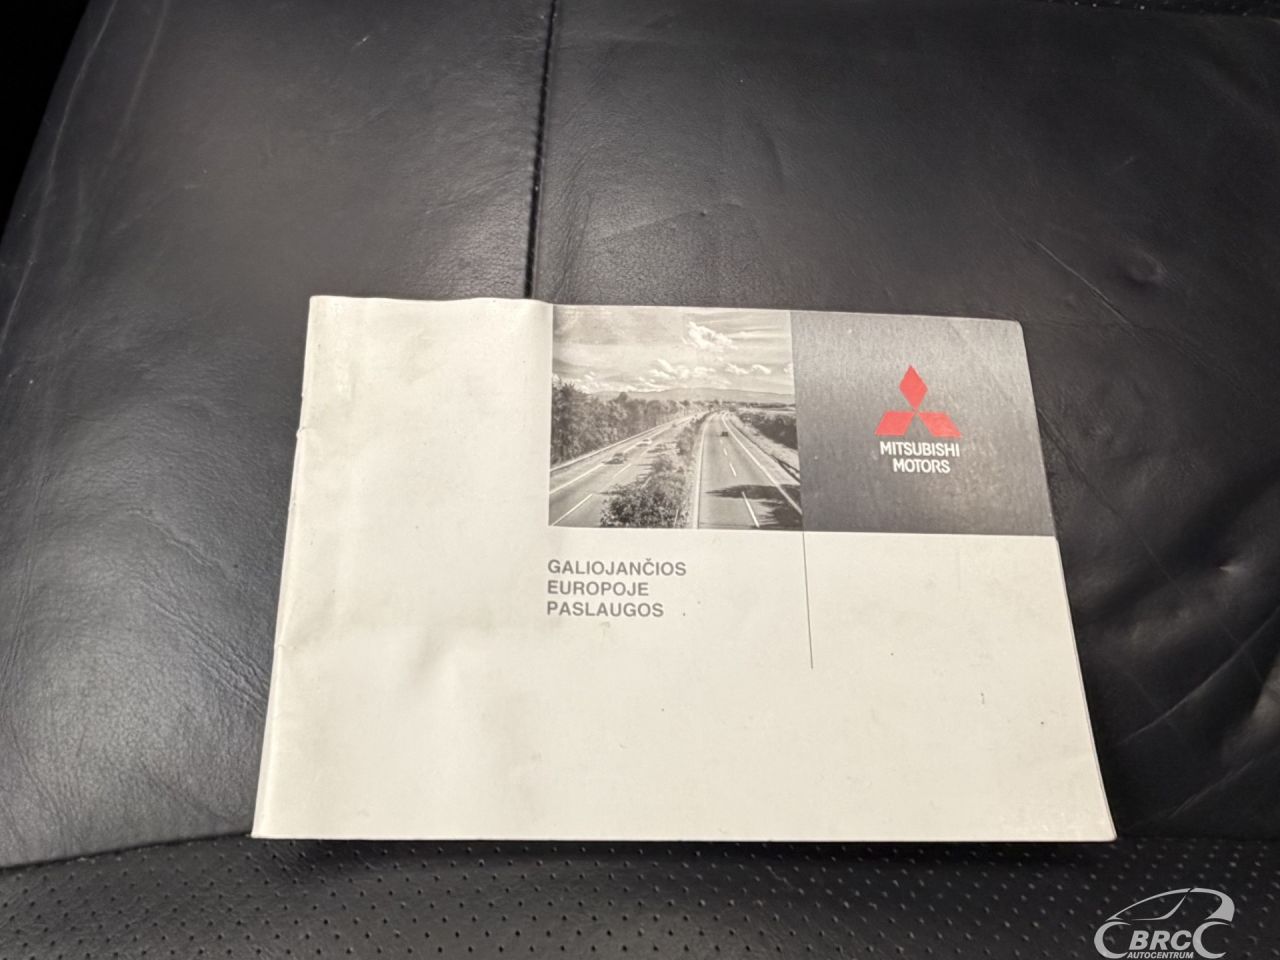 MITSUBISHI
MOTORS
GALIOJANČIOS
EUROPOJE
PASLAUGOS
BRC
AUTOCENTRUM